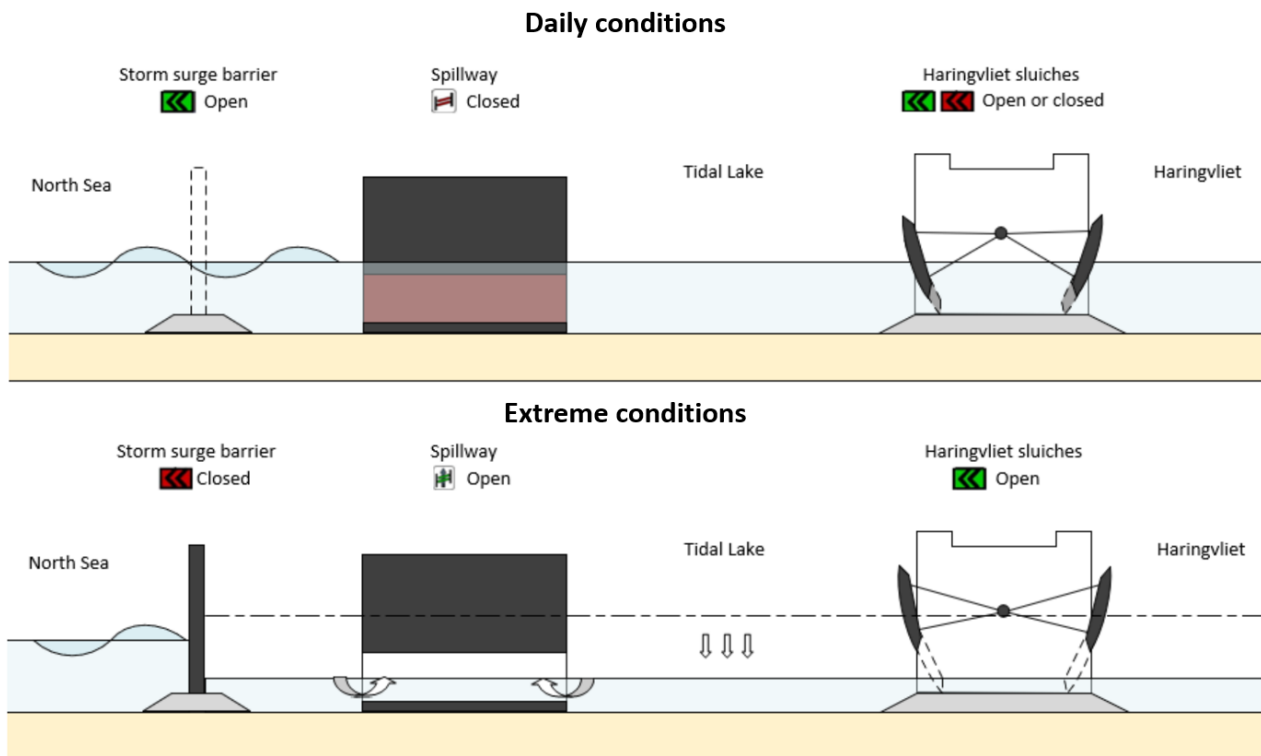 Daily conditions
Storm surge barrier
Open
Spillway
Closed
Haringvliet sluiches
Open or closed
North Sea
Tidal Lake
Haringvliet
Extreme conditions
Storm surge barrier
Closed
Spillway
Open
Haringvliet sluiches
Open
North Sea
Tidal Lake
Haringvliet